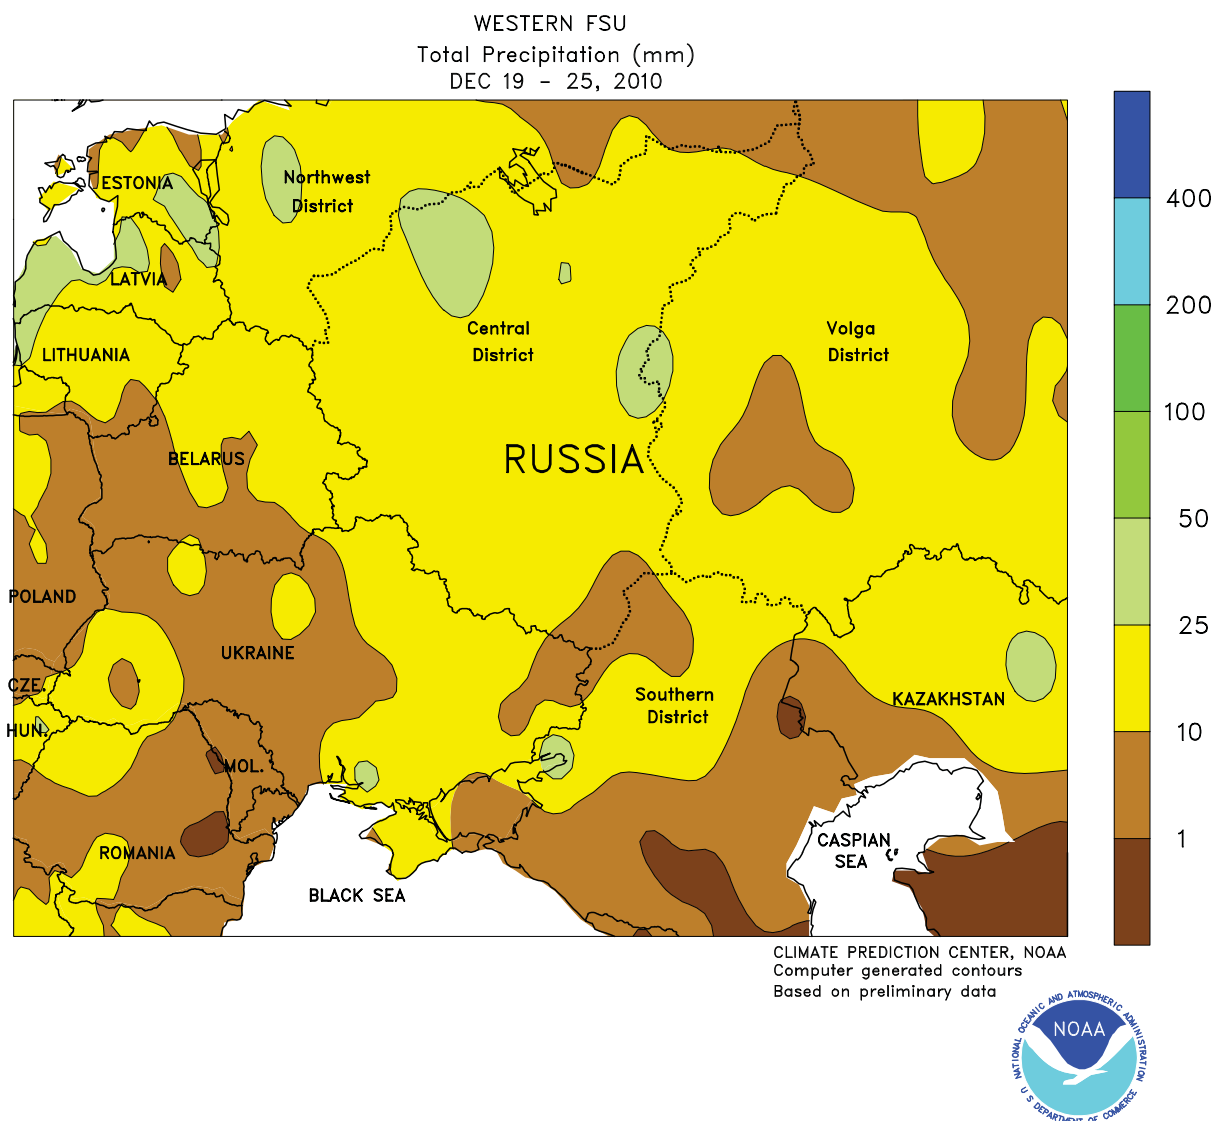 WESTERN FSU
Total Precipitation (mm)
DEC 19 - 25, 2010
ESTONIA
Northwest
District
LATVIA
LITHUANIA
Central
District
Volga
District
BELARUS
RUSSIA
POLAND
UKRAINE
CZE.
HUN.
Southern
District
KAZAKHSTAN
MOL.
ROMANIA
CASPIAN
SEA
BLACK SEA
400
200
100
50
25
10
1
CLIMATE PREDICTION CENTER, NOAA
Computer generated contours
Based on preliminary data
NATIONAL OCEANIC AND ATMOSPHERIC ADMINISTRATION
NOAA
U S DEPARTMENT OF COMMERCE